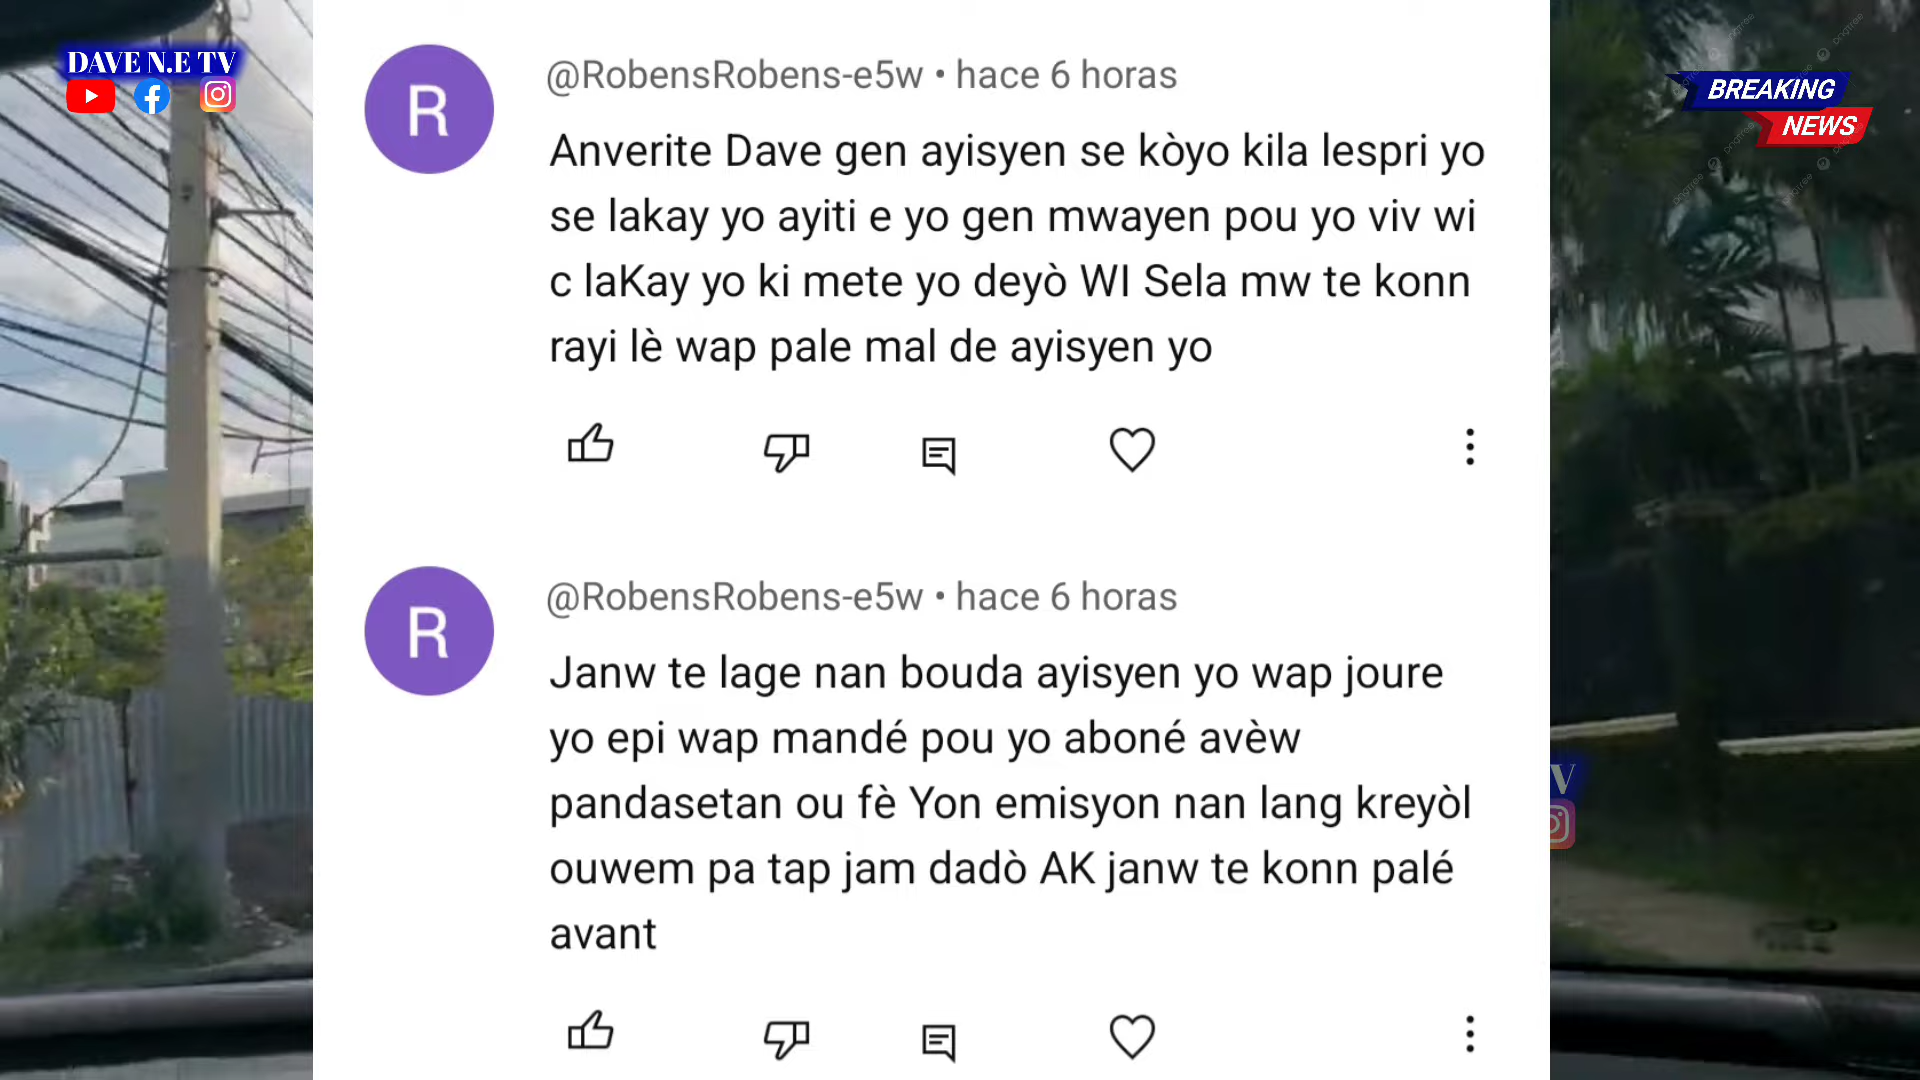 DAVE N.E TV
BREAKING
NEWS
R
@RobensRobens-e5w • hace 6 horas
Anverite Dave gen ayisyen se kòyo kila lespri yo
se lakay yo ayiti e yo gen mwayen pou yo viv wi
c laKay yo ki mete yo deyò WI Sela mw te konn
rayi lè wap pale mal de ayisyen yo
R
@RobensRobens-e5w • hace 6 horas
Janw te lage nan bouda ayisyen yo wap joure
yo epi wap mandé pou yo aboné avèw
pandasetan ou fè Yon emisyon nan lang kreyòl
ouwem pa tap jam dadò AK janw te konn palé
avant
V